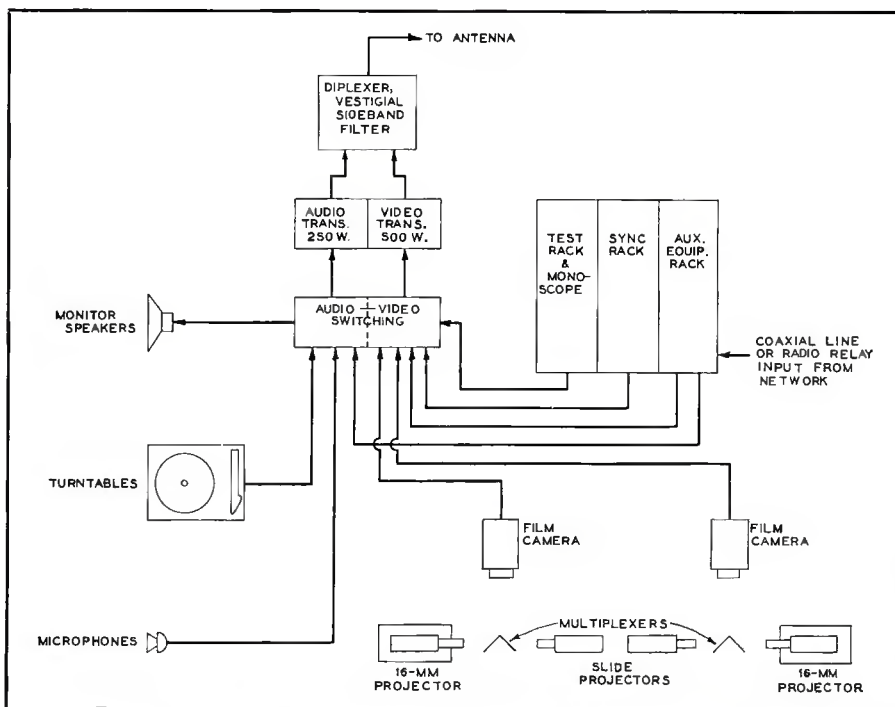 TO ANTENNA
DIPLEXER,
VESTIGIAL
SIDEBAND
FILTER
AUDIO
TRANS.
250 W.
VIDEO
TRANS.
500 W.
TEST
RACK
&
MONO-
SCOPE
SYNC
RACK
AUX.
EQUIP.
RACK
MONITOR
SPEAKERS
AUDIO VIDEO
SWITCHING
COAXIAL LINE
OR RADIO RELAY
INPUT FROM
NETWORK
TURNTABLES
FILM
CAMERA
FILM
CAMERA
MICROPHONES
MULTIPLEXERS
16-MM
PROJECTOR
SLIDE
PROJECTORS
16-MM
PROJECTOR